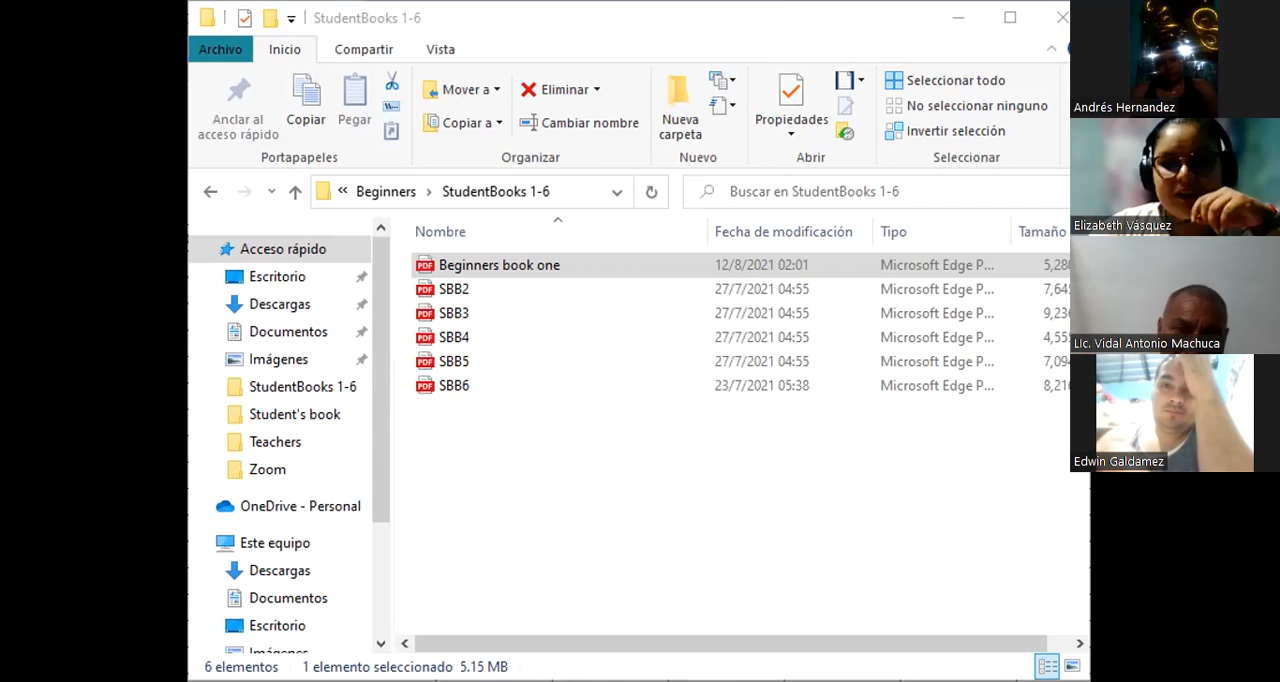 StudentBooks 1-6
Archivo
Inicio
Compartir
Vista
Anclar al
acceso rápido
Copiar
Pegar
Portapapeles
Mover a
Copiar a
Eliminar
Cambiar nombre
Organizar
Nueva
carpeta
Nuevo
Propiedades
Abrir
Seleccionar todo
No seleccionar ninguno
Invertir selección
Seleccionar
« Beginners › StudentBooks 1-6
Buscar en StudentBooks 1-6
Nombre Fecha de modificación Tipo Tamaño
PDF Beginners book one 12/8/2021 02:01 Microsoft Edge P...
PDF SBB2 27/7/2021 04:55 Microsoft Edge P...
PDF SBB3 27/7/2021 04:55 Microsoft Edge P...
PDF SBB4 27/7/2021 04:55 Microsoft Edge P...
PDF SBB5 27/7/2021 04:55 Microsoft Edge P...
PDF SBB6 23/7/2021 05:38 Microsoft Edge P...
Acceso rápido
Escritorio
Descargas
Documentos
Imágenes
StudentBooks 1-6
Student's book
Teachers
Zoom
OneDrive - Personal
Este equipo
Descargas
Documentos
Escritorio
Imágenes
6 elementos 1 elemento seleccionado 5.15 MB
Andrés Hernandez
Elizabeth Vásquez
LIc. Vidal Antonio Machuca
Edwin Galdamez